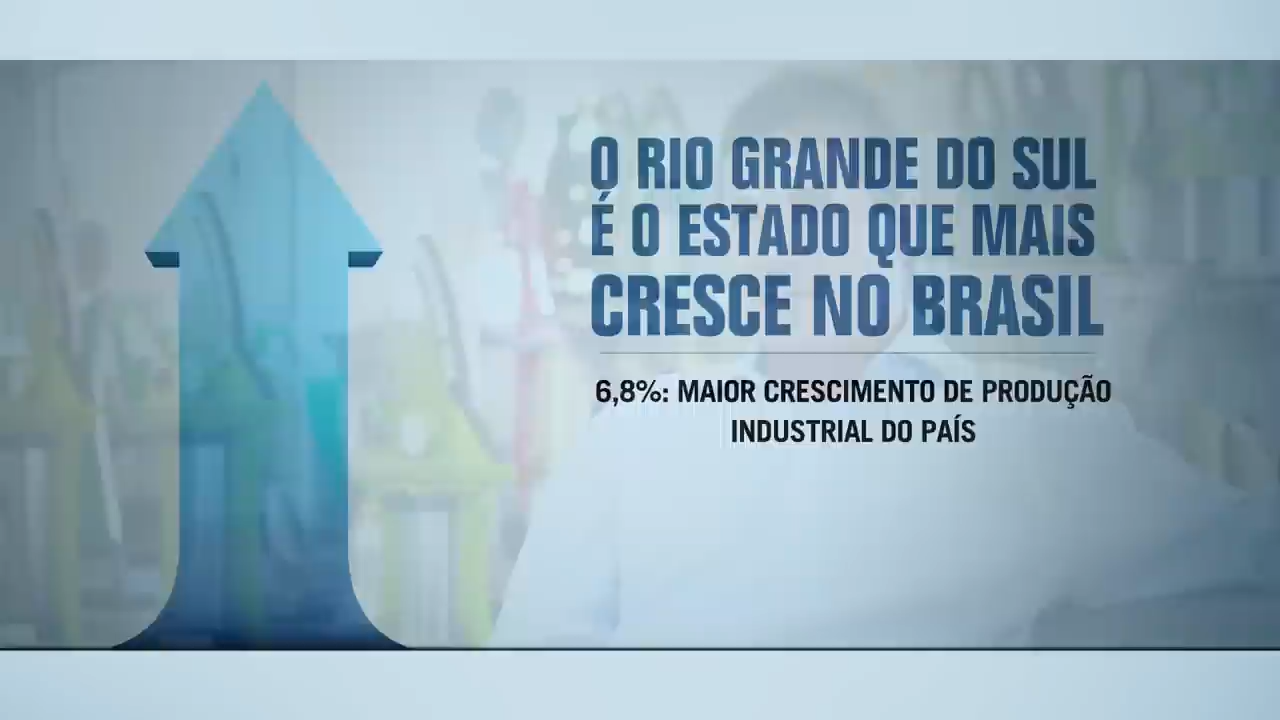 O RIO GRANDE DO SUL
É O ESTADO QUE MAIS
CRESCE NO BRASIL
6,8%: MAIOR CRESCIMENTO DE PRODUÇÃO
INDUSTRIAL DO PAÍS